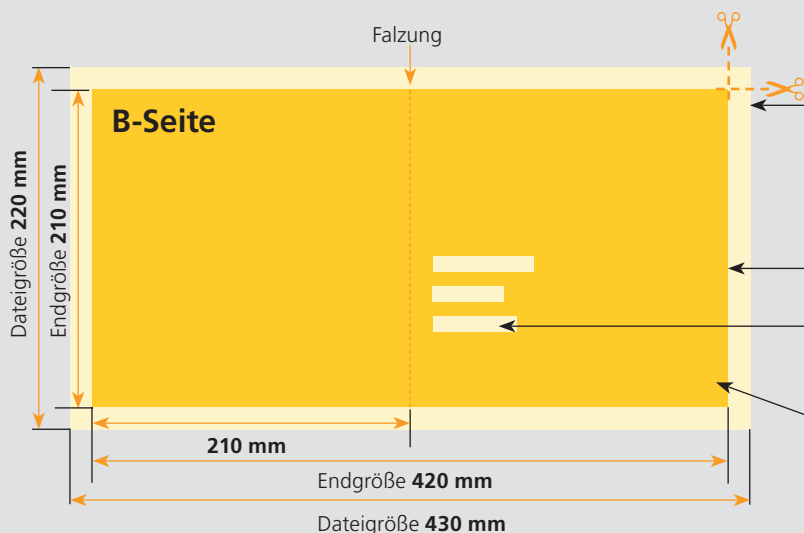 Falzung
B-Seite
Dateigröße 220 mm
Endgröße 210 mm
210 mm
Endgröße 420 mm
Dateigröße 430 mm